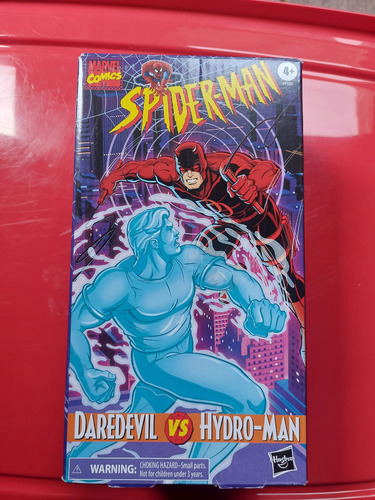 MARVEL
COMICS
SPIDER-MAN
4+
DAREDEVIL VS HYDRO-MAN
WARNING: CHOKING HAZARD–Small parts.
Not for children under 3 years.
Hasbro